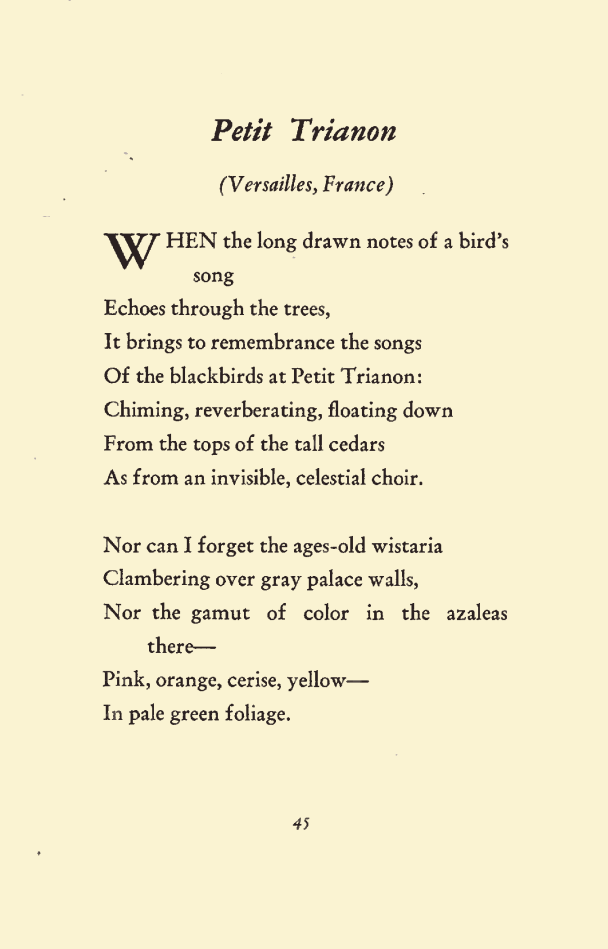 Petit Trianon
(Versailles, France)
WHEN the long drawn notes of a bird's
song
Echoes through the trees,
It brings to remembrance the songs
Of the blackbirds at Petit Trianon:
Chiming, reverberating, floating down
From the tops of the tall cedars
As from an invisible, celestial choir.
Nor can I forget the ages-old wistaria
Clambering over gray palace walls,
Nor the gamut of color in the azaleas
there—
Pink, orange, cerise, yellow—
In pale green foliage.
45